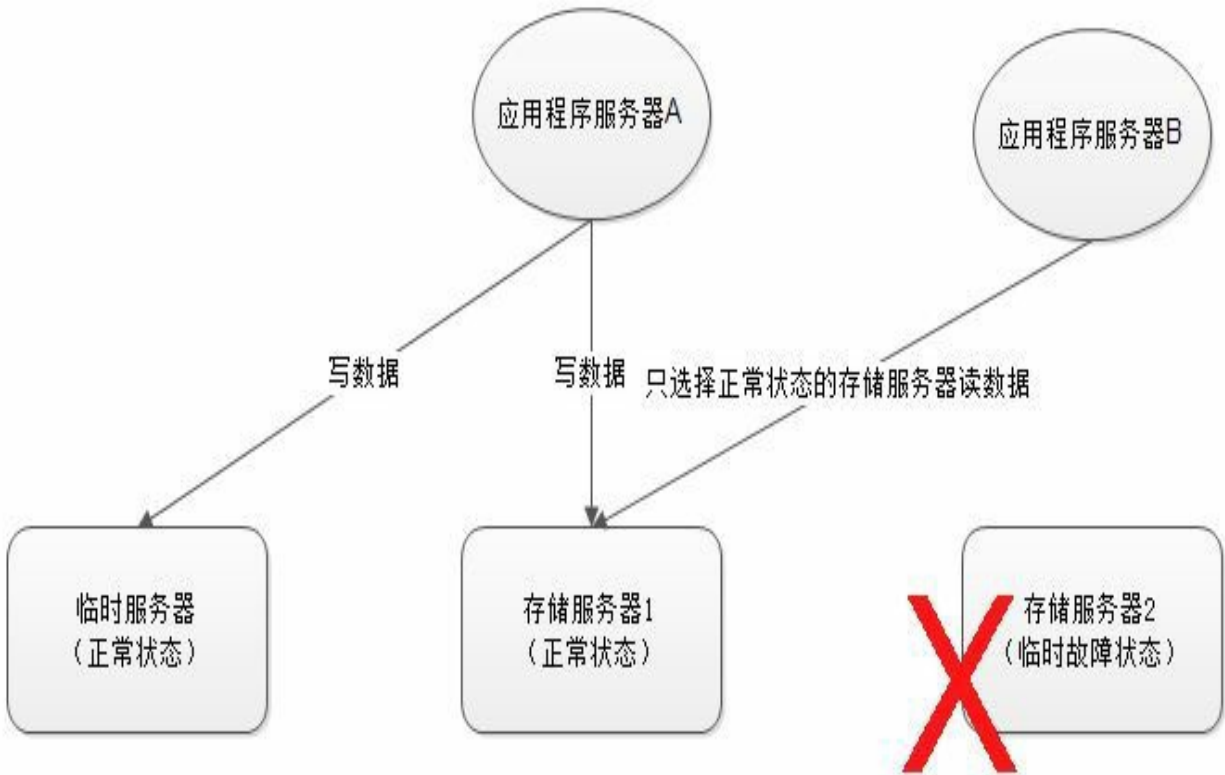 应用程序服务器A
应用程序服务器B
写数据
写数据
只选择正常状态的存储服务器读数据
临时服务器
（正常状态）
存储服务器1
（正常状态）
存储服务器2
（临时故障状态）